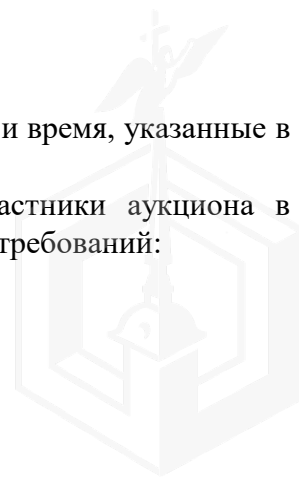 и время, указанные в
астники аукциона в
требований: